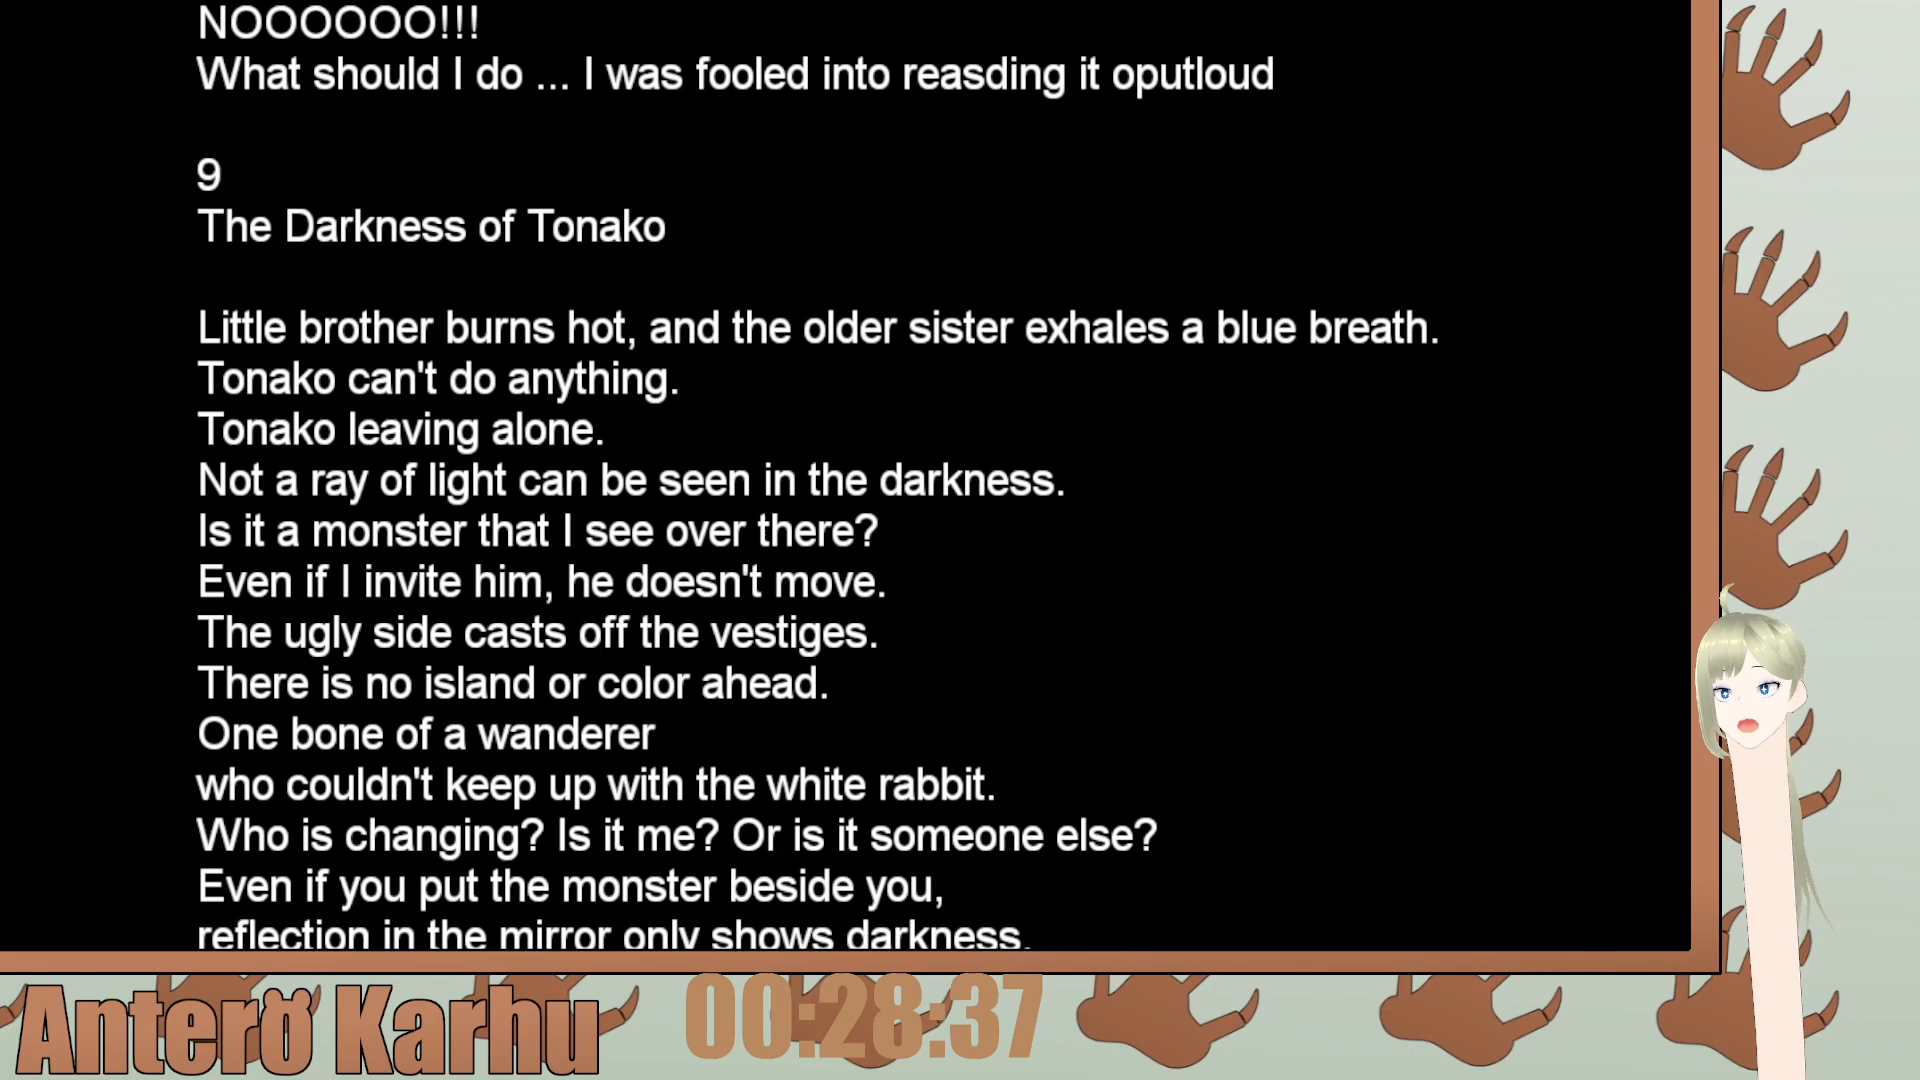 NOOOOOO!!!
What should I do ... I was fooled into reasding it oputloud
9
The Darkness of Tonako
Little brother burns hot, and the older sister exhales a blue breath.
Tonako can't do anything.
Tonako leaving alone.
Not a ray of light can be seen in the darkness.
Is it a monster that I see over there?
Even if I invite him, he doesn't move.
The ugly side casts off the vestiges.
There is no island or color ahead.
One bone of a wanderer
who couldn't keep up with the white rabbit.
Who is changing? Is it me? Or is it someone else?
Even if you put the monster beside you,
reflection in the mirror only shows darkness.
Anterö Karhu
00:28:37